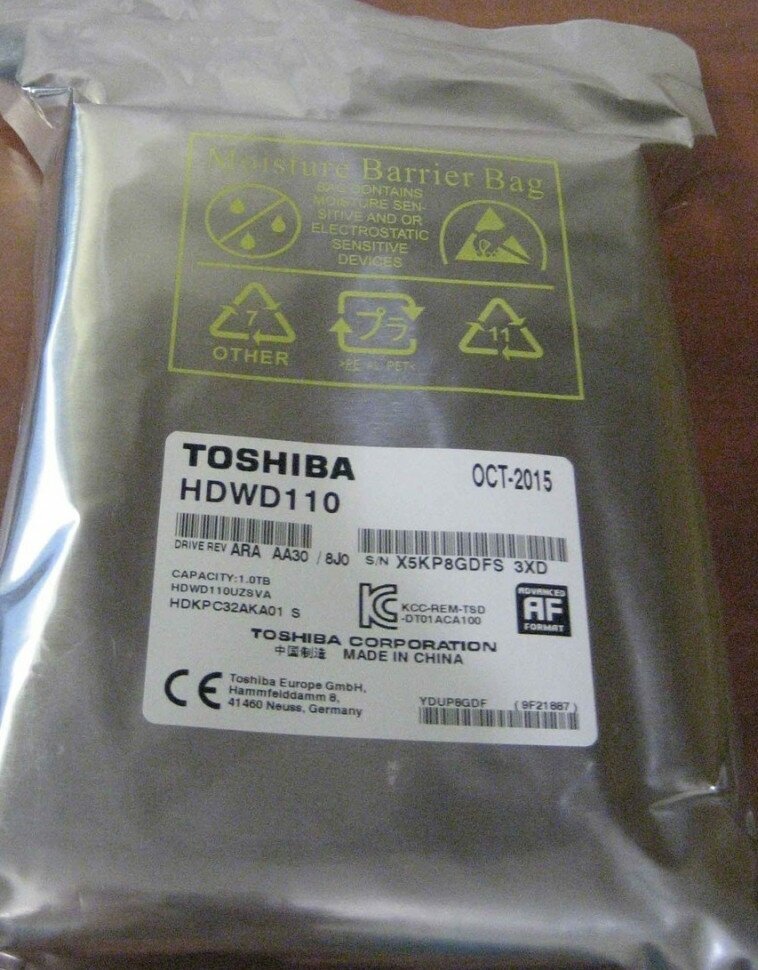 Moisture Barrier Bag
BAG CONTAINS
MOISTURE SEN-
SITIVE AND OR
ELECTROSTATIC
SENSITIVE
DEVICES
7
OTHER
プラ
11
TOSHIBA
OCT-2015
HDWD110
DRIVE REV ARA AA30 / 8J0
S/N X5KP8GDFS 3XD
CAPACITY:1.0TB
HDWD110UZSVA
HDKPC32AKA01 S
KCC-REM-TSD
-DT01ACA100
ADVANCED
AF
FORMAT
TOSHIBA CORPORATION
中国制造 MADE IN CHINA
CE
Toshiba Europe GmbH,
Hammfelddamm 8,
41460 Neuss, Germany
YDUP8GDF (9F21887)